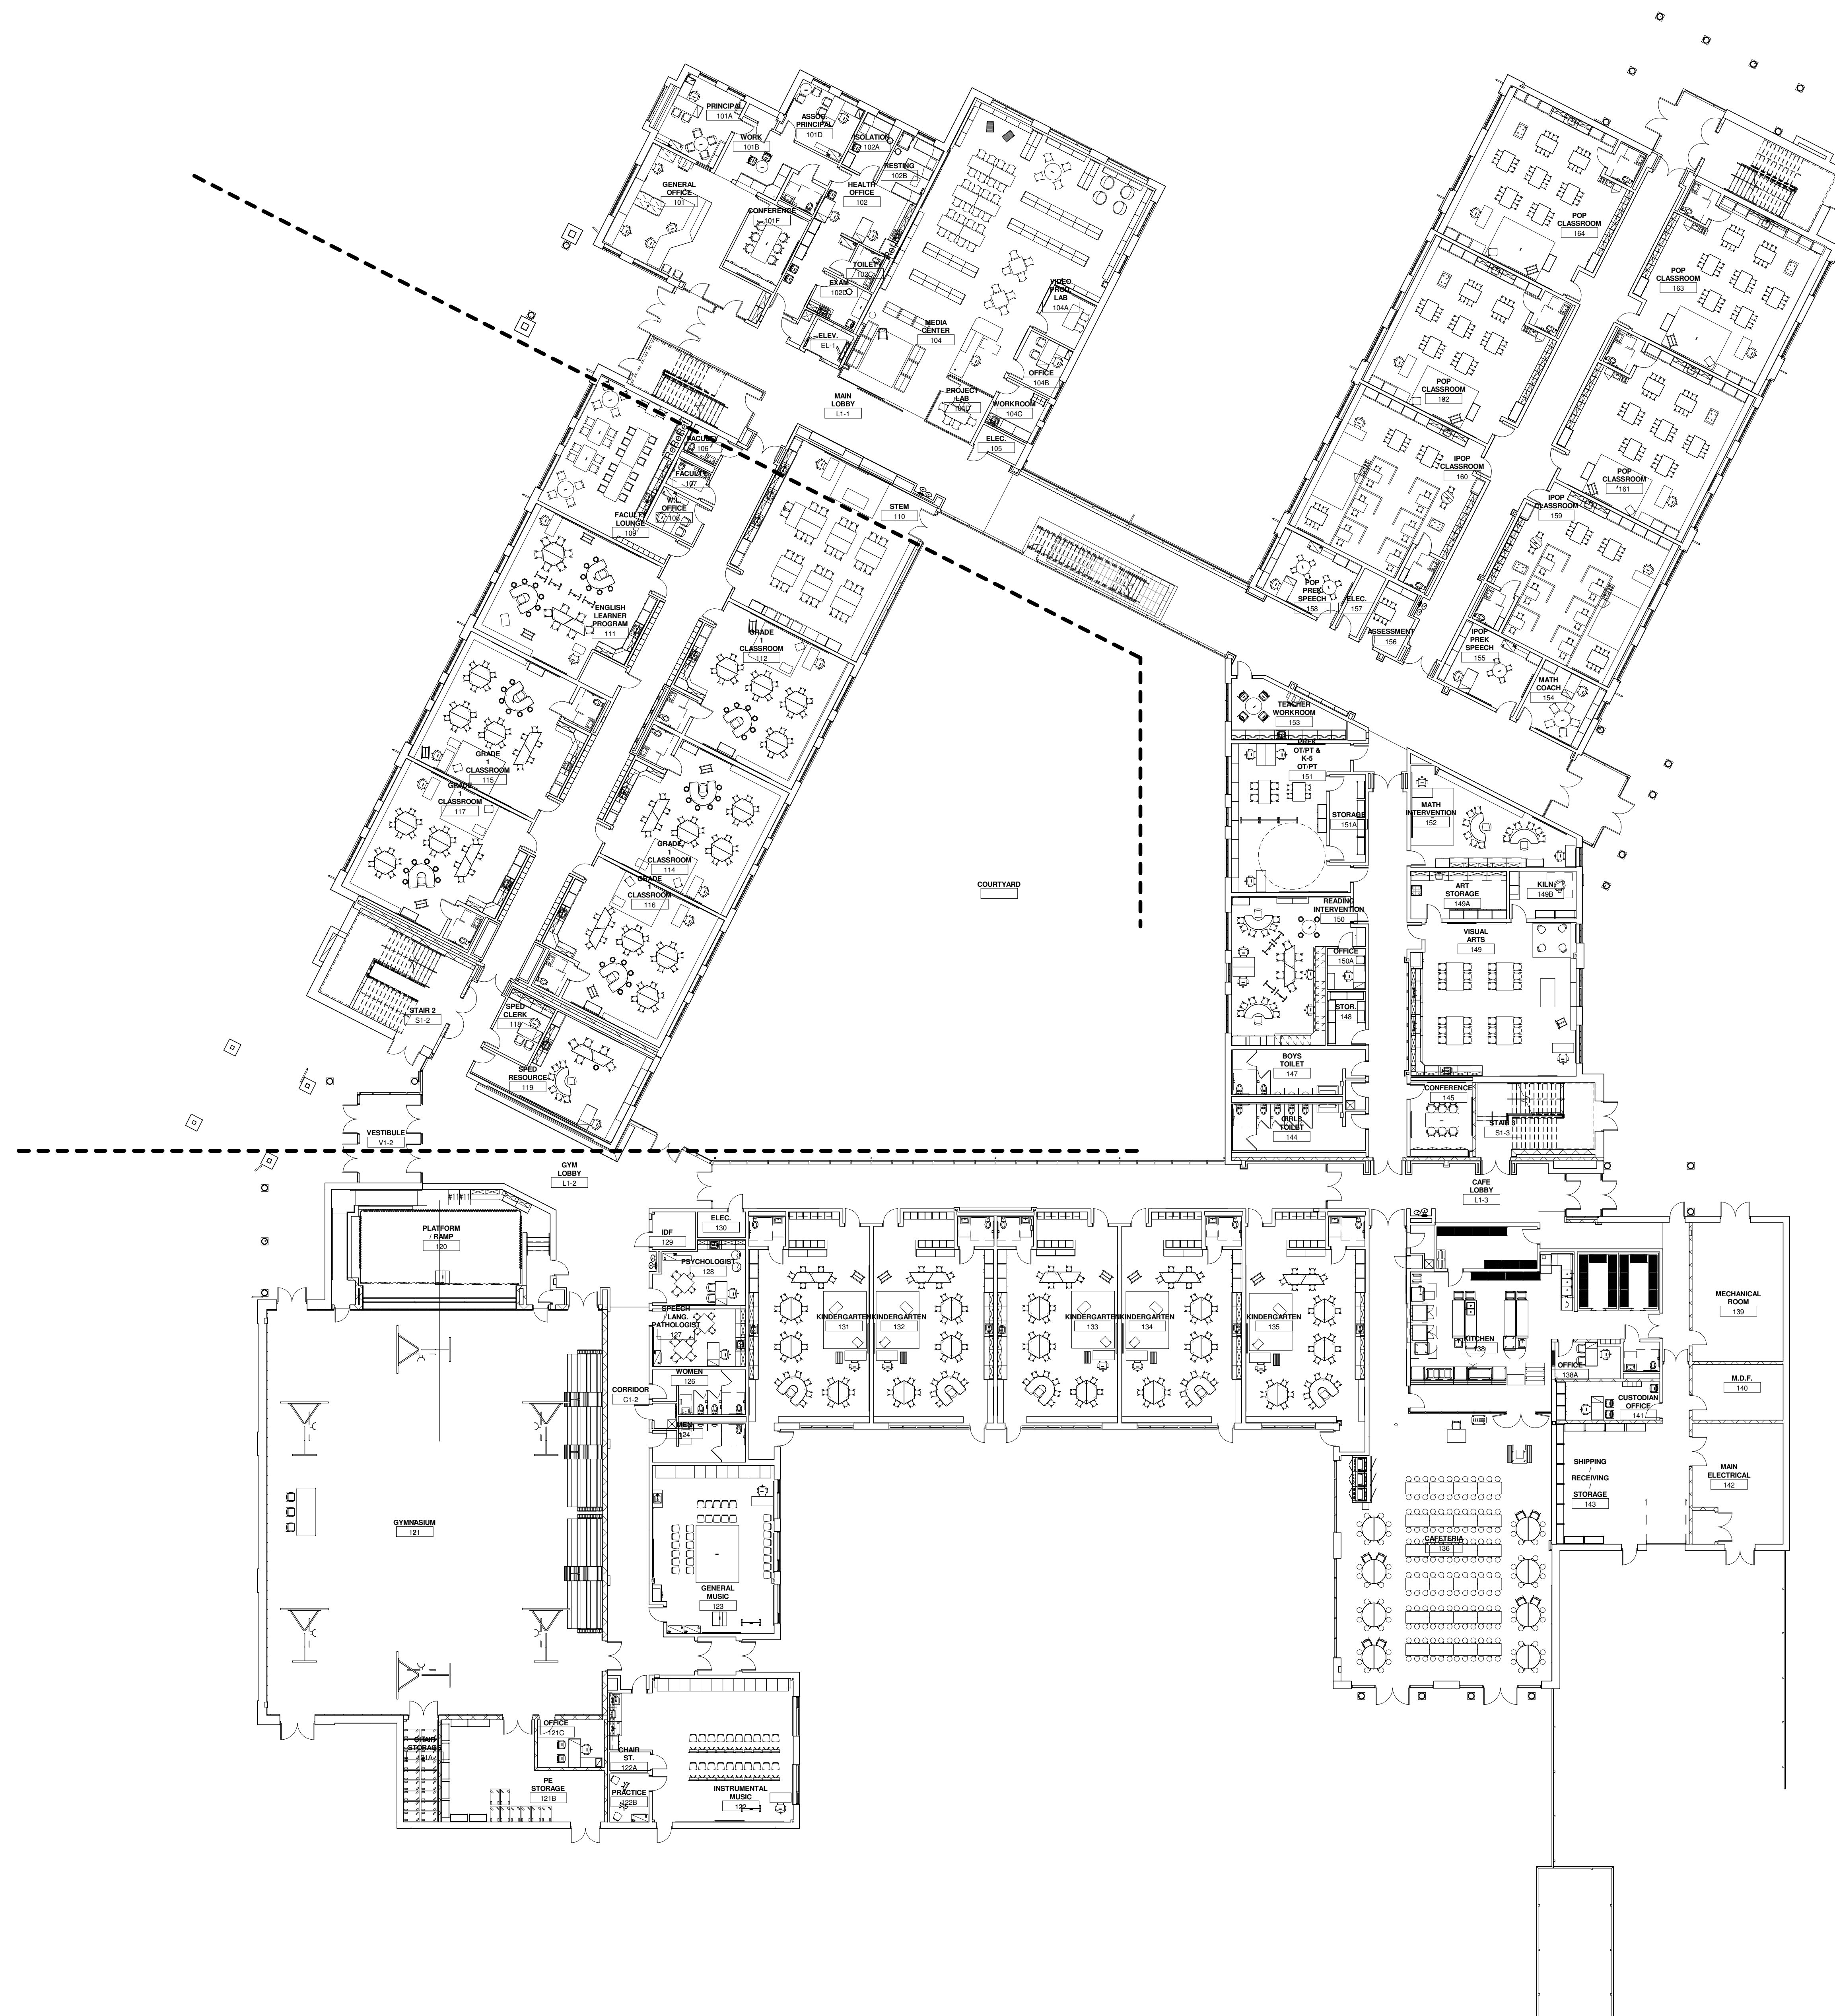 PRINCIPAL
101A
WORK
101B
ASSOC.
PRINCIPAL
101D
ISOLATION
102A
RESTING
102B
GENERAL
OFFICE
101
CONFERENCE
101F
HEALTH
OFFICE
102
TOILET
102C
EXAM
102D
ELEV.
EL-1
MEDIA
CENTER
104
VIDEO
PROD.
LAB
104A
OFFICE
104B
WORKROOM
104C
PROJECT
LAB
104D
ELEC.
105
MAIN
LOBBY
L1-1
FACULTY
106
FACULTY
107
W.L.
OFFICE
108
FACULTY
LOUNGE
109
STEM
110
ENGLISH
LEARNER
PROGRAM
111
GRADE
1
CLASSROOM
112
GRADE
1
CLASSROOM
115
GRADE
1
CLASSROOM
117
GRADE
1
CLASSROOM
114
GRADE
1
CLASSROOM
116
STAIR 2
S1-2
SPED
CLERK
118
SPED
RESOURCE
119
COURTYARD
POP
CLASSROOM
164
POP
CLASSROOM
163
POP
CLASSROOM
162
POP
CLASSROOM
161
IPOP
CLASSROOM
160
IPOP
CLASSROOM
159
POP
PREK
SPEECH
158
ELEC.
157
ASSESSMENT
156
IPOP
PREK
SPEECH
155
MATH
COACH
154
TEACHER
WORKROOM
153
OT/PT &
K-5
OT/PT
151
STORAGE
151A
MATH
INTERVENTION
152
ART
STORAGE
149A
KILN
149B
READING
INTERVENTION
150
OFFICE
150A
VISUAL
ARTS
149
STOR.
148
BOYS
TOILET
147
GIRLS
TOILET
144
CONFERENCE
145
STAIR 3
S1-3
CAFE
LOBBY
L1-3
VESTIBULE
V1-2
GYM
LOBBY
L1-2
#11#11
PLATFORM
/ RAMP
120
IDF
129
ELEC.
130
PSYCHOLOGIST
128
SPEECH
/ LANG.
PATHOLOGIST
127
WOMEN
126
MEN
124
CORRIDOR
C1-2
KINDERGARTEN
131
KINDERGARTEN
132
KINDERGARTEN
133
KINDERGARTEN
134
KINDERGARTEN
135
KITCHEN
138
OFFICE
138A
MECHANICAL
ROOM
139
M.D.F.
140
CUSTODIAN
OFFICE
141
MAIN
ELECTRICAL
142
SHIPPING
/
RECEIVING
/
STORAGE
143
CAFETERIA
136
GYMNASIUM
121
GENERAL
MUSIC
123
OFFICE
121C
CHAIR
STORAGE
121A
PE
STORAGE
121B
CHAIR
ST.
122A
PRACTICE
122B
INSTRUMENTAL
MUSIC
122